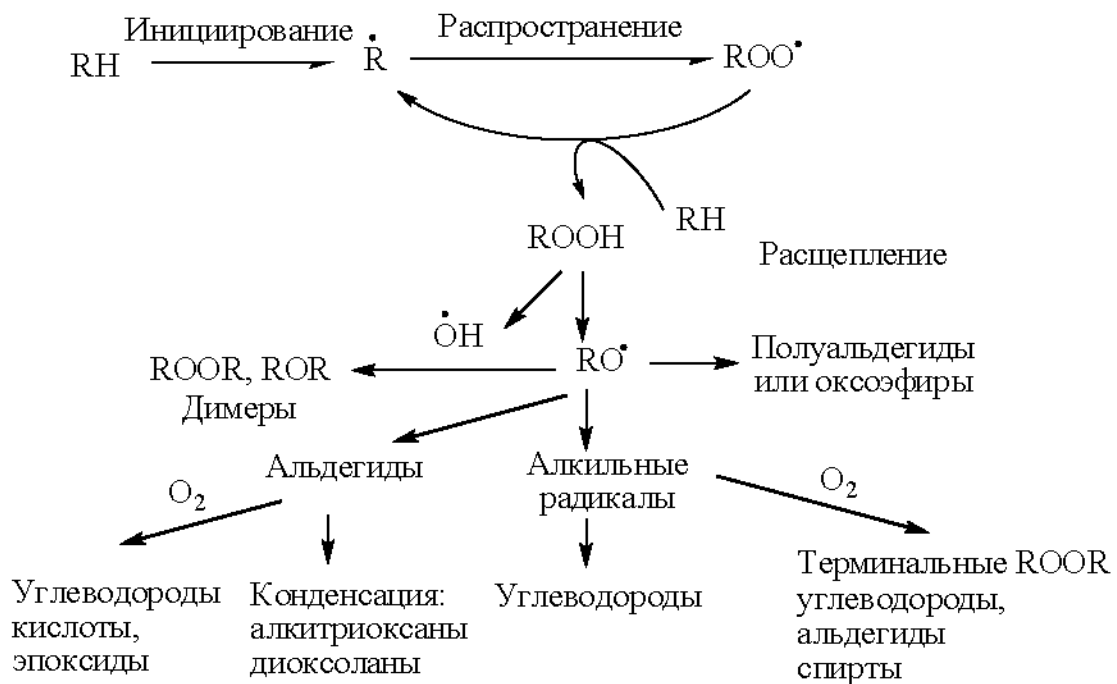 Инициирование
Распространение
RH
Ṙ
ROO•
RH
ROOH
Расщепление
ȮH
RO•
ROOR, ROR
Димеры
Полуальдегиды
или оксоэфиры
Альдегиды
Алкильные
радикалы
O₂
O₂
Углеводороды
кислоты,
эпоксиды
Конденсация:
алкитриоксаны
диоксоланы
Углеводороды
Терминальные ROOR
углеводороды,
альдегиды
спирты